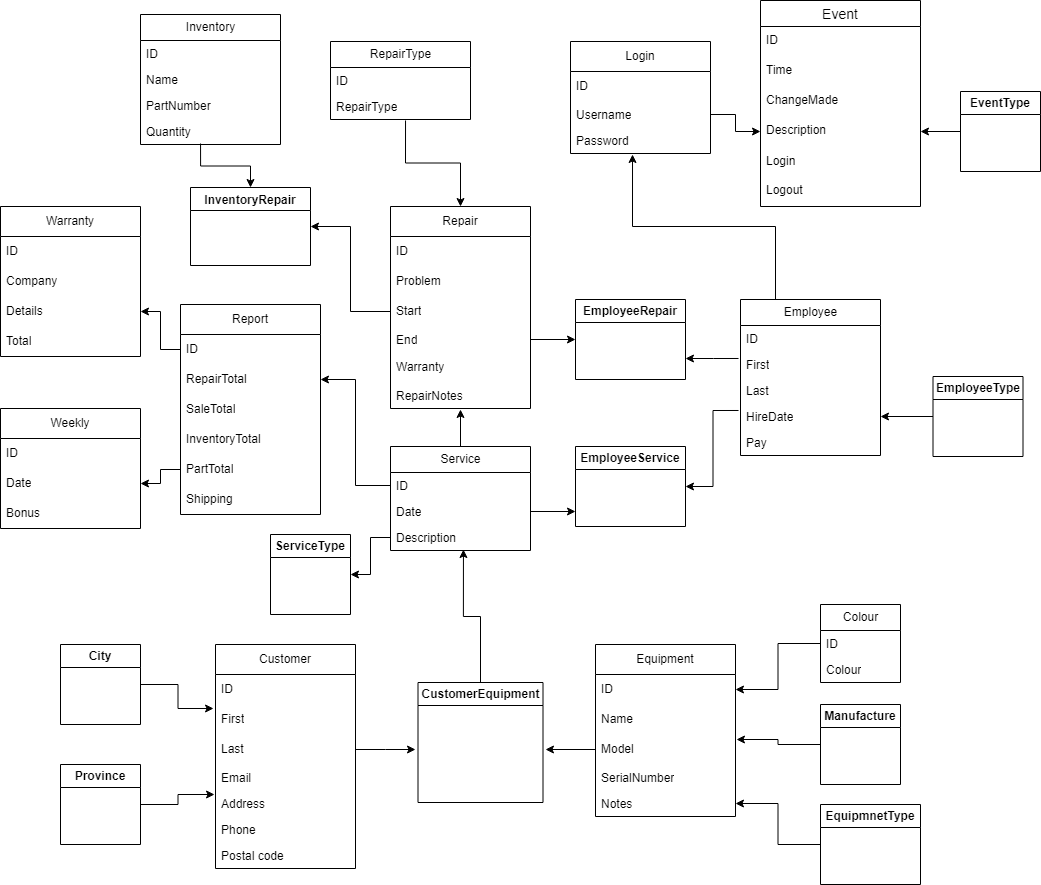 Inventory
ID
Name
PartNumber
Quantity
RepairType
ID
RepairType
Login
ID
Username
Password
Event
ID
Time
ChangeMade
Description
Login
Logout
EventType
InventoryRepair
Warranty
ID
Company
Details
Total
Repair
ID
Problem
Start
End
Warranty
RepairNotes
Report
ID
RepairTotal
SaleTotal
InventoryTotal
PartTotal
Shipping
EmployeeRepair
Employee
ID
First
Last
HireDate
Pay
EmployeeType
Weekly
ID
Date
Bonus
Service
ID
Date
Description
EmployeeService
ServiceType
City
Province
Customer
ID
First
Last
Email
Address
Phone
Postal code
CustomerEquipment
Equipment
ID
Name
Model
SerialNumber
Notes
Colour
ID
Colour
Manufacture
EquipmnetType